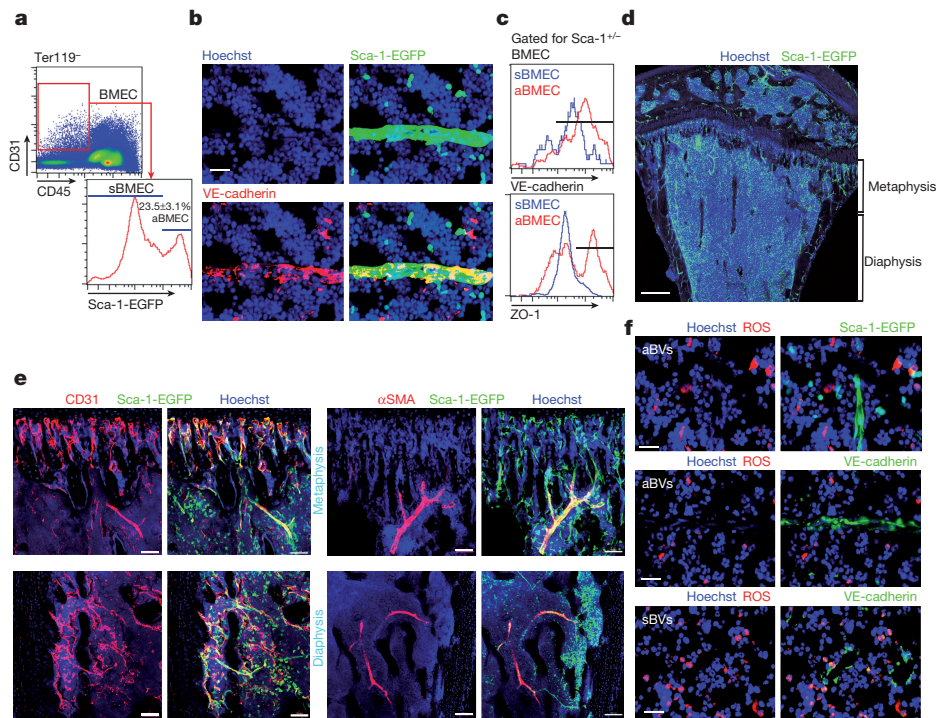 a
Ter119–
BMEC
CD31
CD45
sBMEC
23.5±3.1%
aBMEC
Sca-1-EGFP
b
Hoechst
Sca-1-EGFP
VE-cadherin
c
Gated for Sca-1+/–
BMEC
sBMEC
aBMEC
VE-cadherin
sBMEC
aBMEC
ZO-1
d
Hoechst Sca-1-EGFP
Metaphysis
Diaphysis
e
CD31 Sca-1-EGFP Hoechst
αSMA Sca-1-EGFP Hoechst
Metaphysis
Diaphysis
f
Hoechst ROS Sca-1-EGFP
aBVs
Hoechst ROS VE-cadherin
aBVs
Hoechst ROS VE-cadherin
sBVs